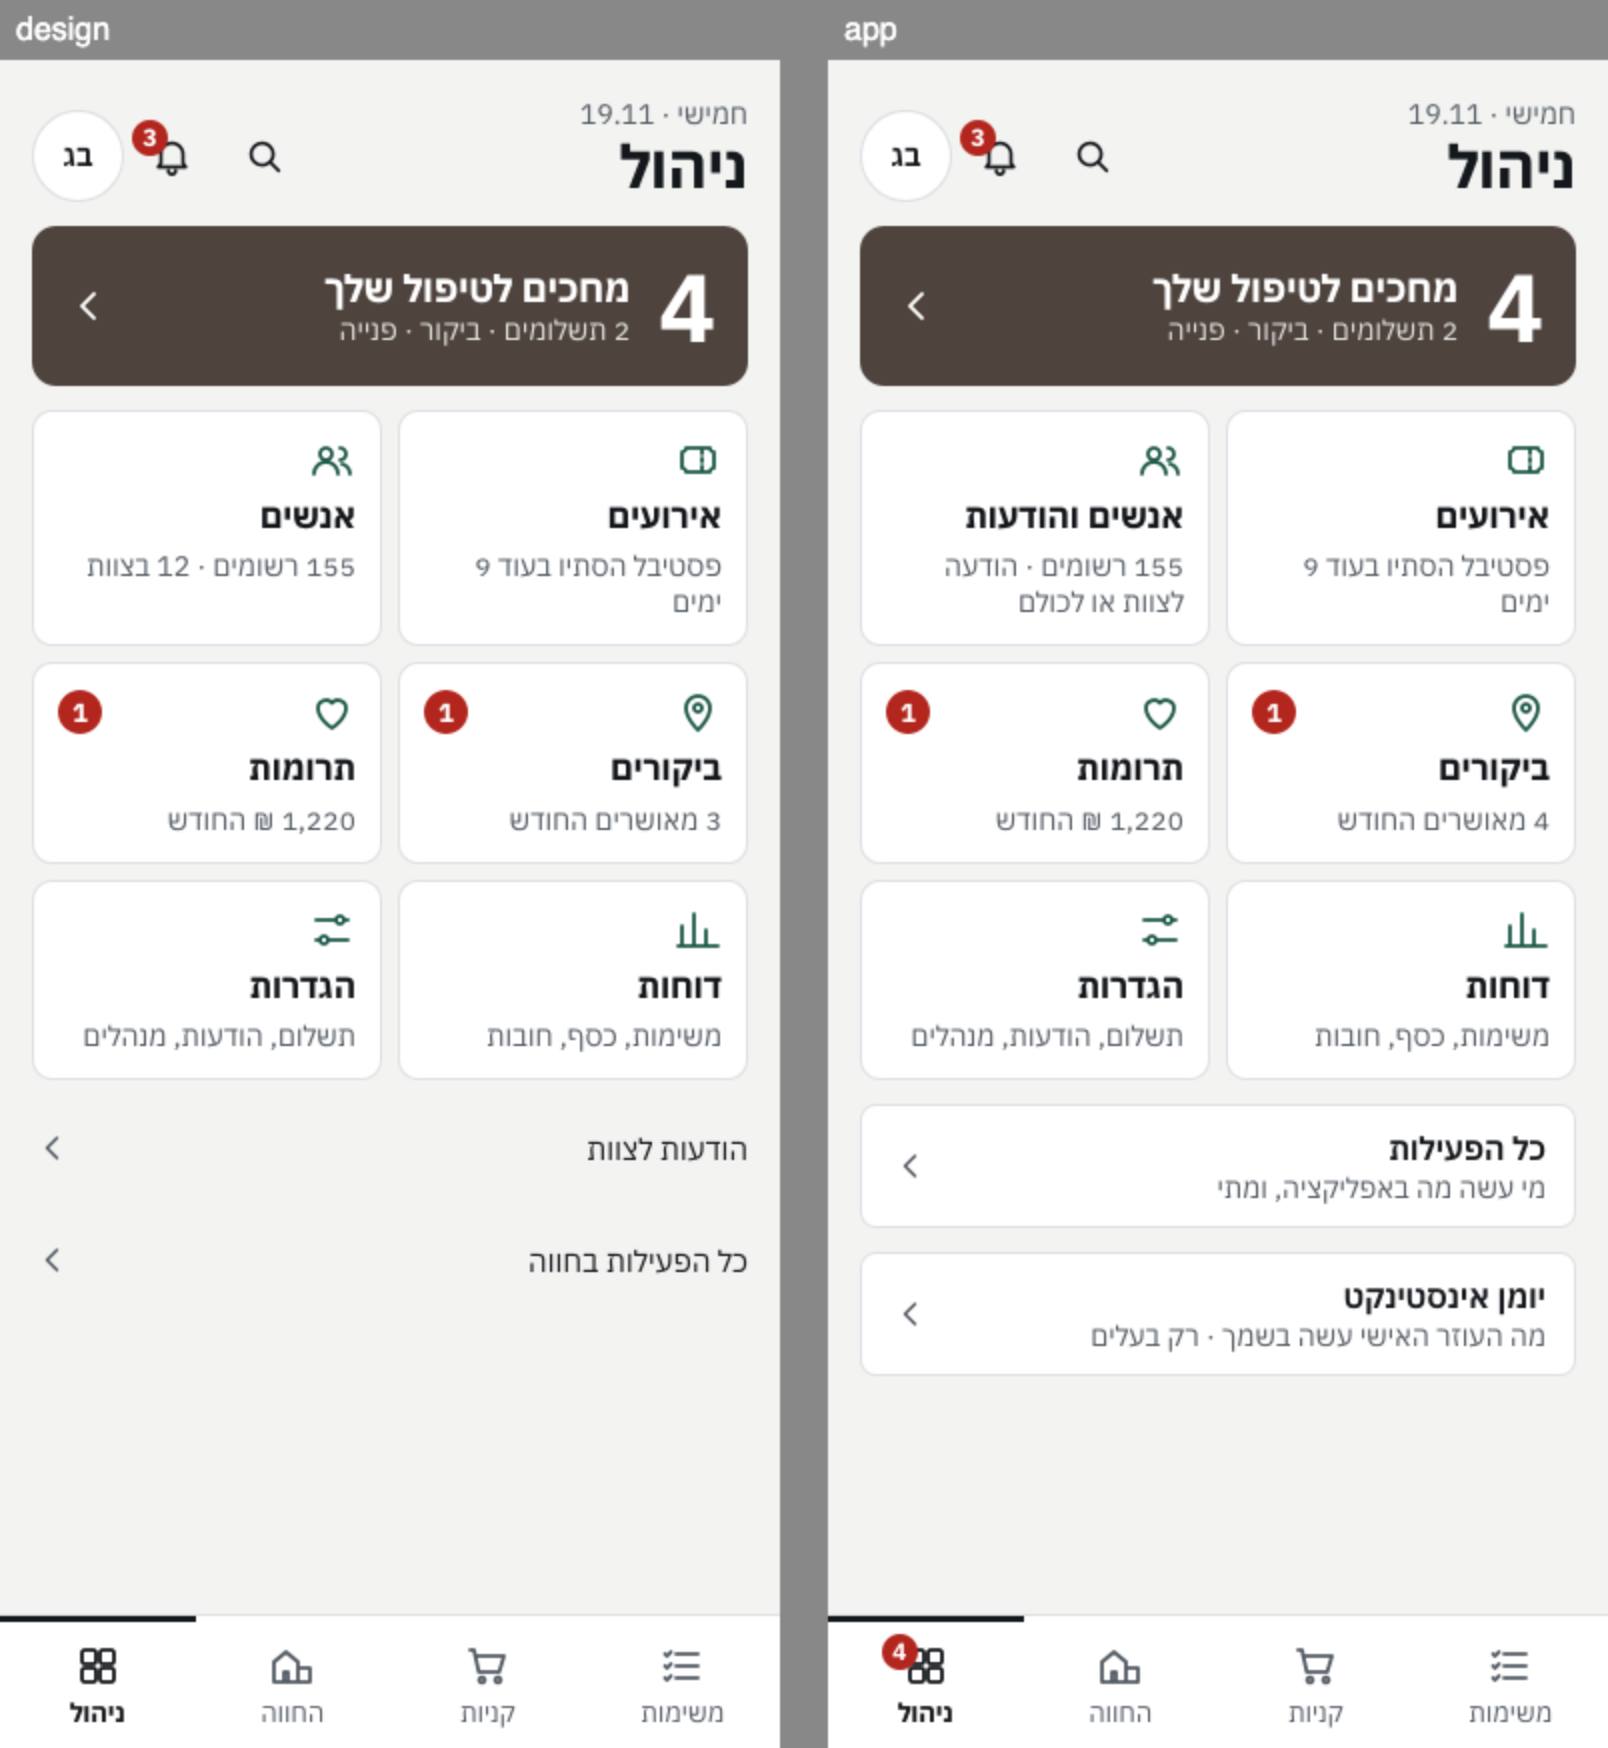 design
חמישי · 19.11
ניהול
3
בג
4
מחכים לטיפול שלך
2 תשלומים · ביקור · פנייה
אירועים
פסטיבל הסתיו בעוד 9
ימים
אנשים
155 רשומים · 12 בצוות
1
ביקורים
3 מאושרים החודש
1
תרומות
1,220 ₪ החודש
דוחות
משימות, כסף, חובות
הגדרות
תשלום, הודעות, מנהלים
הודעות לצוות
כל הפעילות בחווה
משימות
קניות
החווה
ניהול
app
חמישי · 19.11
ניהול
3
בג
4
מחכים לטיפול שלך
2 תשלומים · ביקור · פנייה
אירועים
פסטיבל הסתיו בעוד 9
ימים
אנשים והודעות
155 רשומים · הודעה
לצוות או לכולם
1
ביקורים
4 מאושרים החודש
1
תרומות
1,220 ₪ החודש
דוחות
משימות, כסף, חובות
הגדרות
תשלום, הודעות, מנהלים
כל הפעילות
מי עשה מה באפליקציה, ומתי
יומן אינסטינקט
מה העוזר האישי עשה בשמך · רק בעלים
משימות
קניות
החווה
4
ניהול